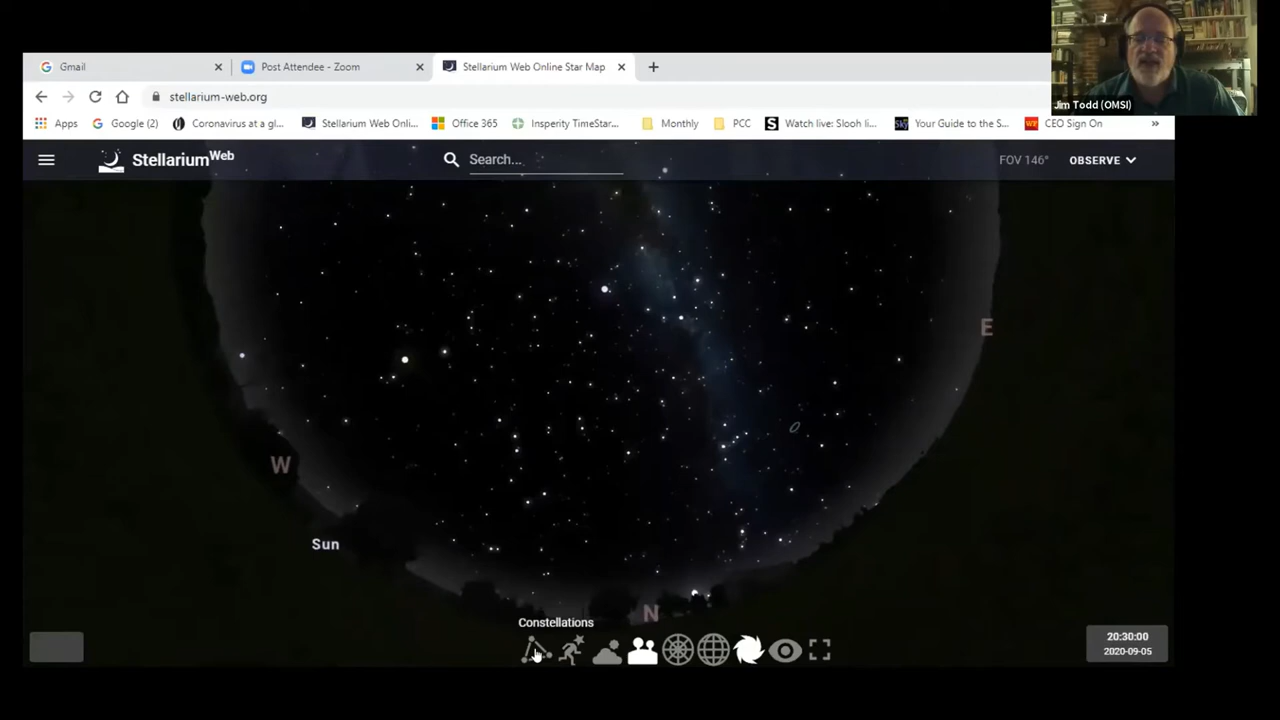 Gmail
Post Attendee - Zoom
Stellarium Web Online Star Map
stellarium-web.org
Jim Todd (OMSI)
Apps
Google (2)
Coronavirus at a gl...
Stellarium Web Onli...
Office 365
Insperity TimeStar...
Monthly
PCC
Watch live: Slooh li...
Your Guide to the S...
CEO Sign On
StellariumWeb
Search...
FOV 146°
OBSERVE
E
W
Sun
N
Constellations
20:30:00
2020-09-05